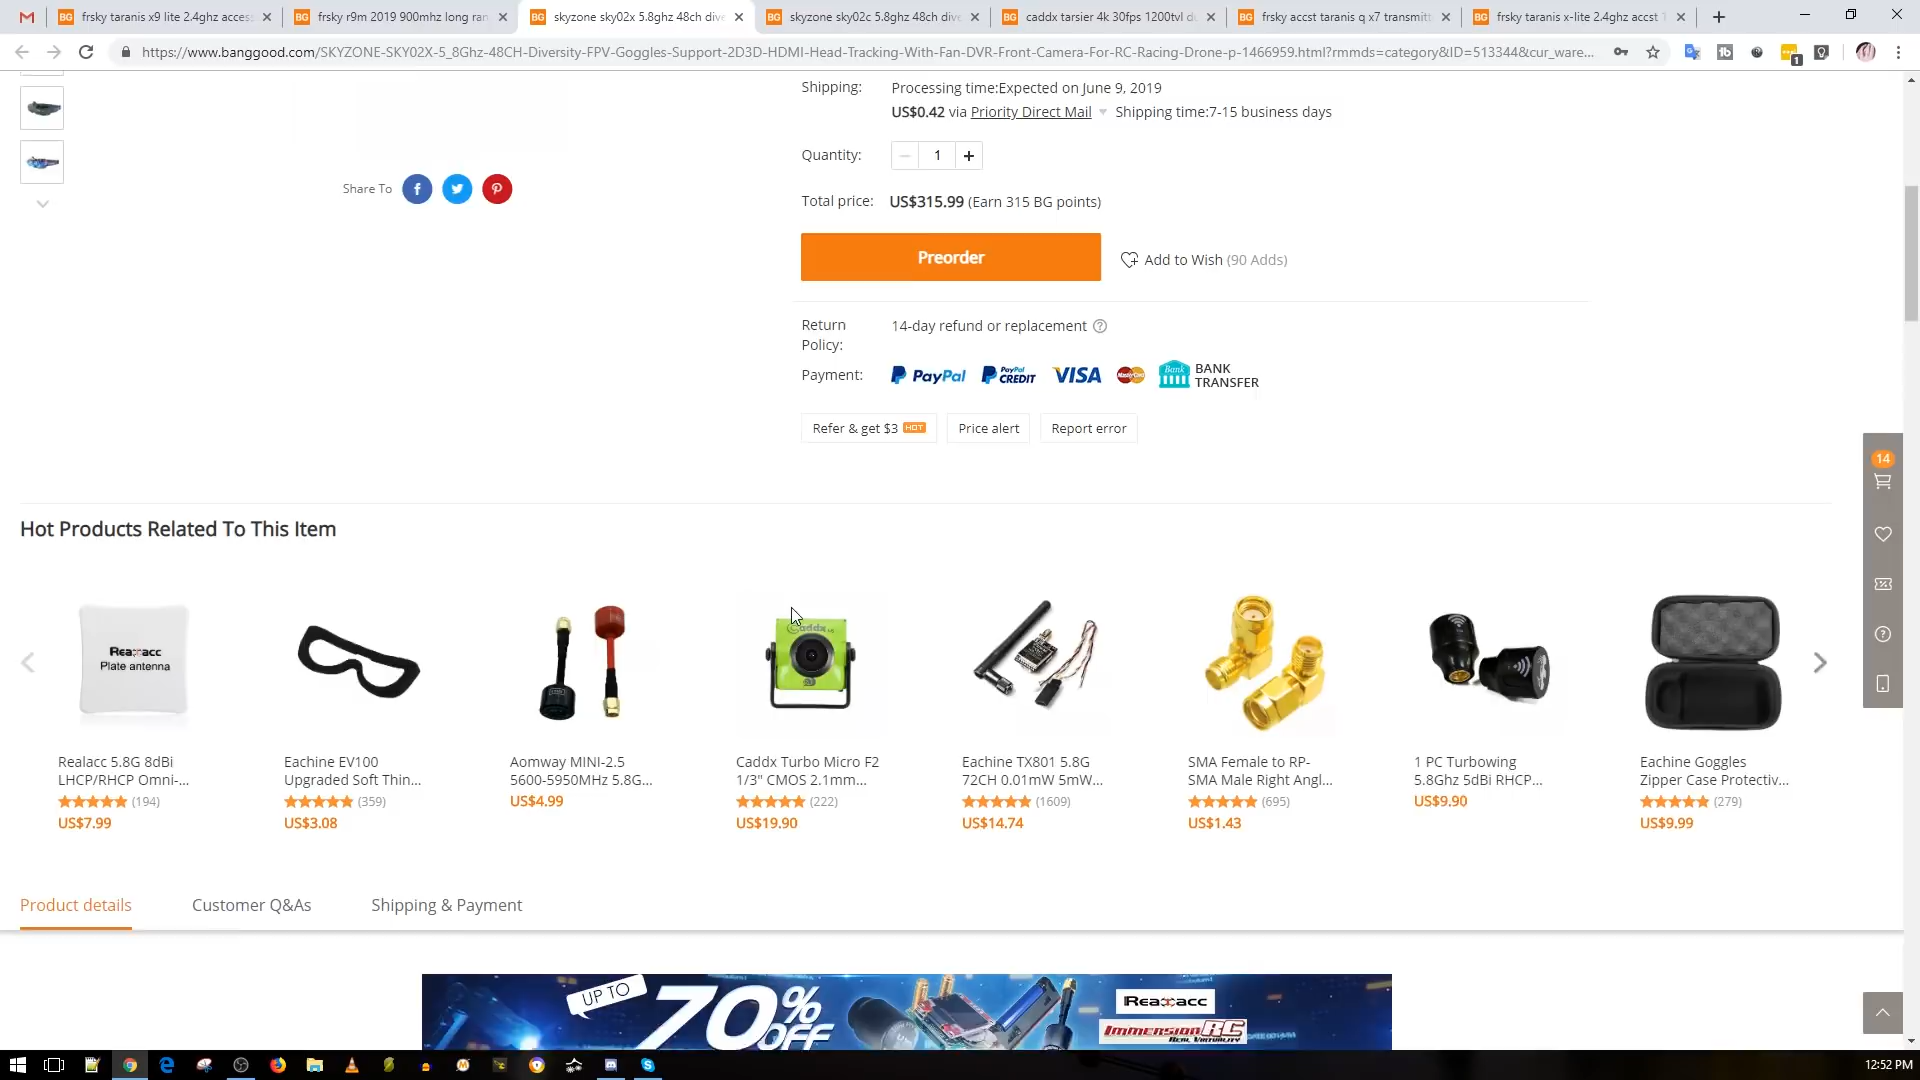 frsky taranis x9 lite 2.4ghz acces
frsky r9m 2019 900mhz long ran
skyzone sky02x 5.8ghz 48ch dive
skyzone sky02c 5.8ghz 48ch dive
caddx tarsier 4k 30fps 1200tvl du
frsky accst taranis q x7 transmitt
frsky taranis x-lite 2.4ghz accst 1
https://www.banggood.com/SKYZONE-SKY02X-5_8Ghz-48CH-Diversity-FPV-Goggles-Support-2D3D-HDMI-Head-Tracking-With-Fan-DVR-Front-Camera-For-RC-Racing-Drone-p-1466959.html?rmmds=category&ID=513344&cur_ware...
1
Shipping: Processing time:Expected on June 9, 2019
US$0.42 via Priority Direct Mail Shipping time:7-15 business days
Quantity: 1
Share To
Total price: US$315.99 (Earn 315 BG points)
Preorder Add to Wish (90 Adds)
Return Policy: 14-day refund or replacement
Payment: PayPal PayPal CREDIT VISA MasterCard Bank BANK TRANSFER
Refer & get $3 HOT Price alert Report error
14
Hot Products Related To This Item
Reaacc
Plate antenna
Caddx
Realacc 5.8G 8dBi
LHCP/RHCP Omni-...
(194)
US$7.99
Eachine EV100
Upgraded Soft Thin...
(359)
US$3.08
Aomway MINI-2.5
5600-5950MHz 5.8G...
US$4.99
Caddx Turbo Micro F2
1/3" CMOS 2.1mm...
(222)
US$19.90
Eachine TX801 5.8G
72CH 0.01mW 5mW...
(1609)
US$14.74
SMA Female to RP-
SMA Male Right Angl...
(695)
US$1.43
1 PC Turbowing
5.8Ghz 5dBi RHCP...
US$9.90
Eachine Goggles
Zipper Case Protectiv...
(279)
US$9.99
Product details Customer Q&As Shipping & Payment
UP TO
70% OFF
Reaacc
ImmersionRC
REAL VIRTUALITY
12:52 PM